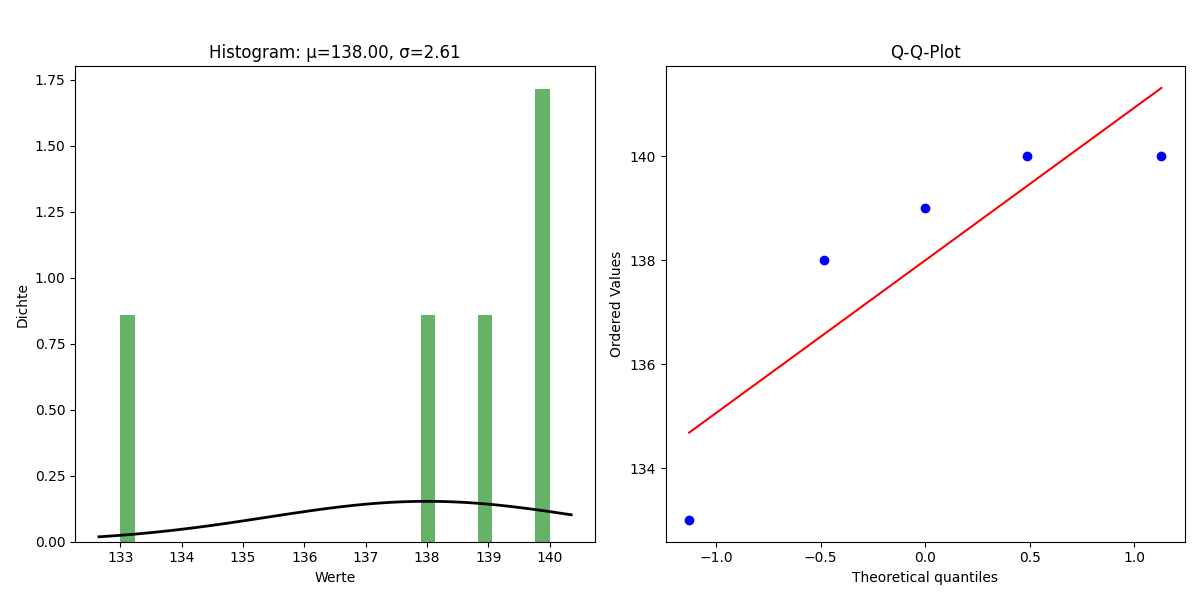 Histogram: μ=138.00, σ=2.61
Dichte
1.75
1.50
1.25
1.00
0.75
0.50
0.25
0.00
133 134 135 136 137 138 139 140
Werte
Q-Q-Plot
Ordered Values
140
138
136
134
−1.0 −0.5 0.0 0.5 1.0
Theoretical quantiles